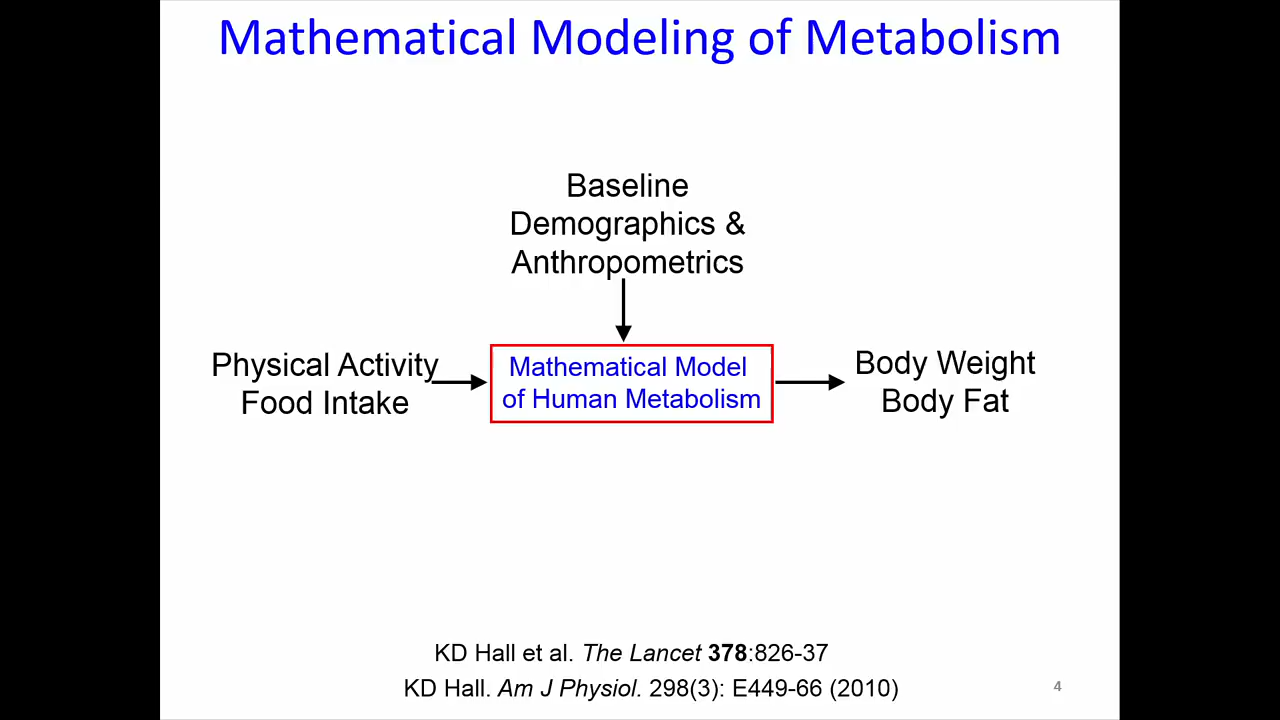 Mathematical Modeling of Metabolism
Baseline
Demographics &
Anthropometrics
Physical Activity
Food Intake
Mathematical Model
of Human Metabolism
Body Weight
Body Fat
KD Hall et al. The Lancet 378:826-37
KD Hall. Am J Physiol. 298(3): E449-66 (2010)
4